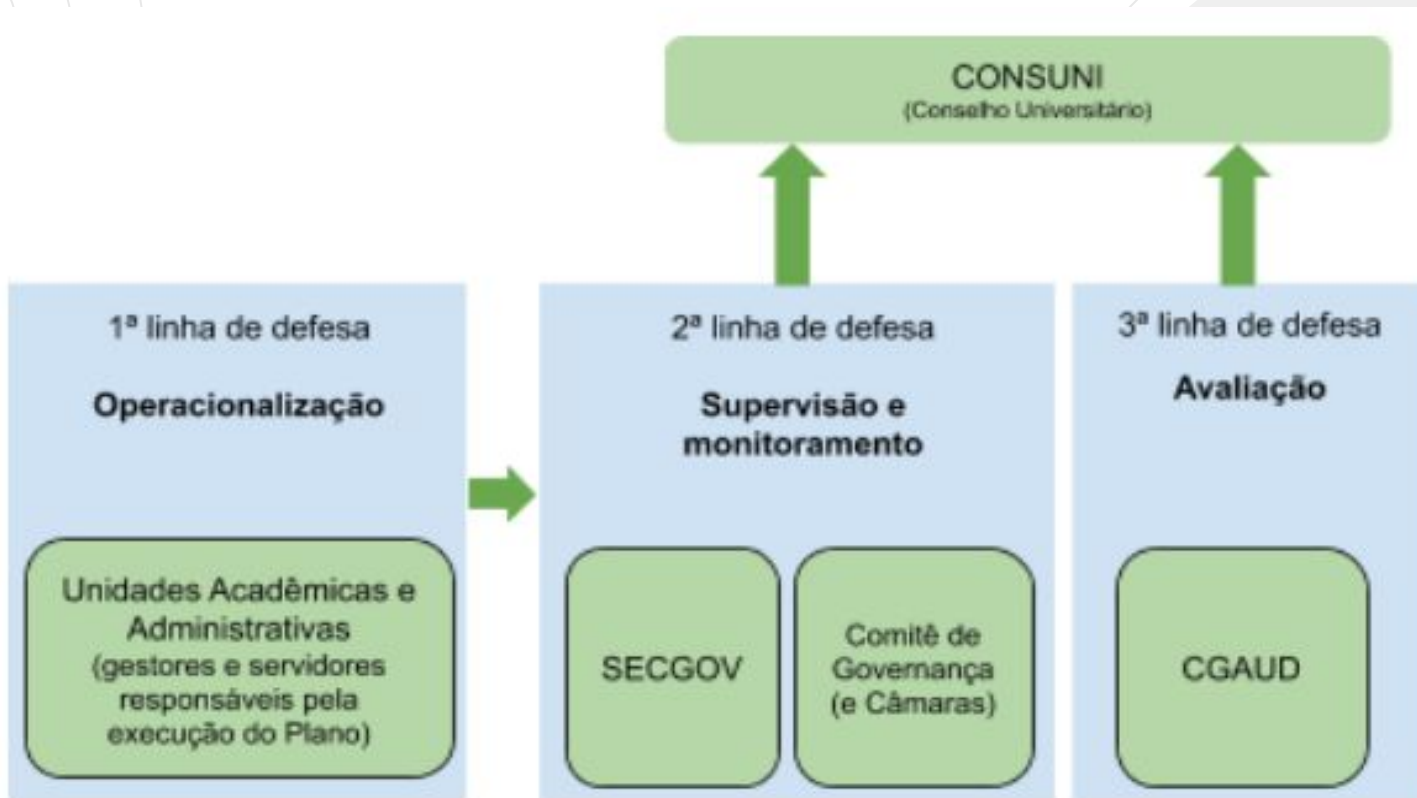 CONSUNI
(Conselho Universitário)
1ª linha de defesa
Operacionalização
Unidades Acadêmicas e
Administrativas
(gestores e servidores
responsáveis pela
execução do Plano)
2ª linha de defesa
Supervisão e
monitoramento
SECGOV
Comitê de
Governança
(e Câmaras)
3ª linha de defesa
Avaliação
CGAUD